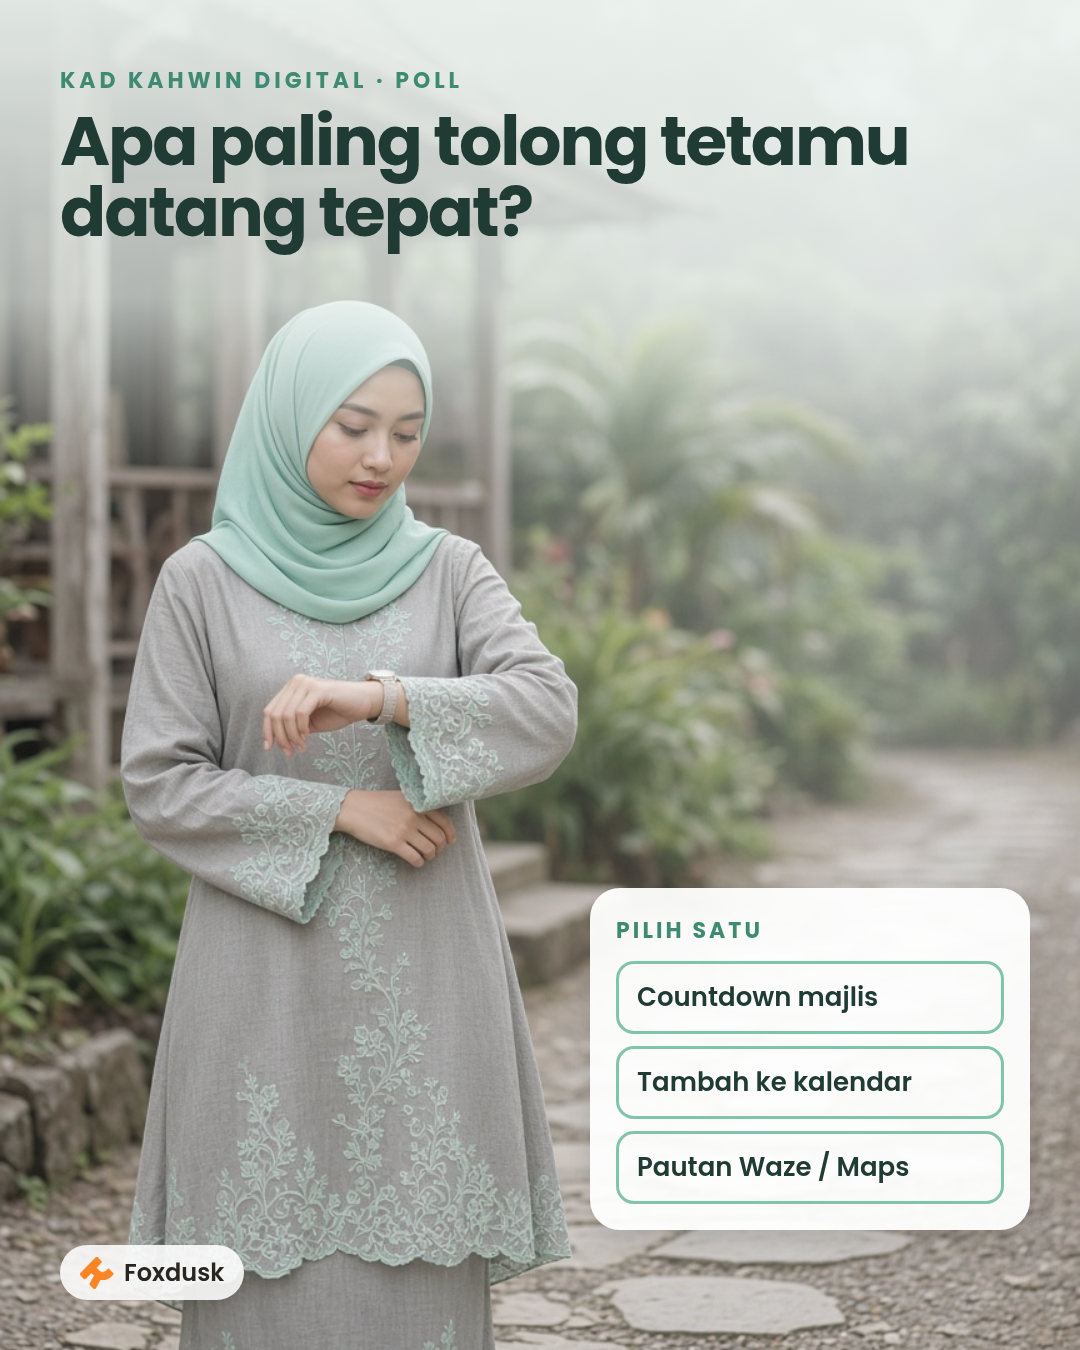 KAD KAHWIN DIGITAL · POLL
Apa paling tolong tetamu
datang tepat?
PILIH SATU
Countdown majlis
Tambah ke kalendar
Pautan Waze / Maps
Foxdusk